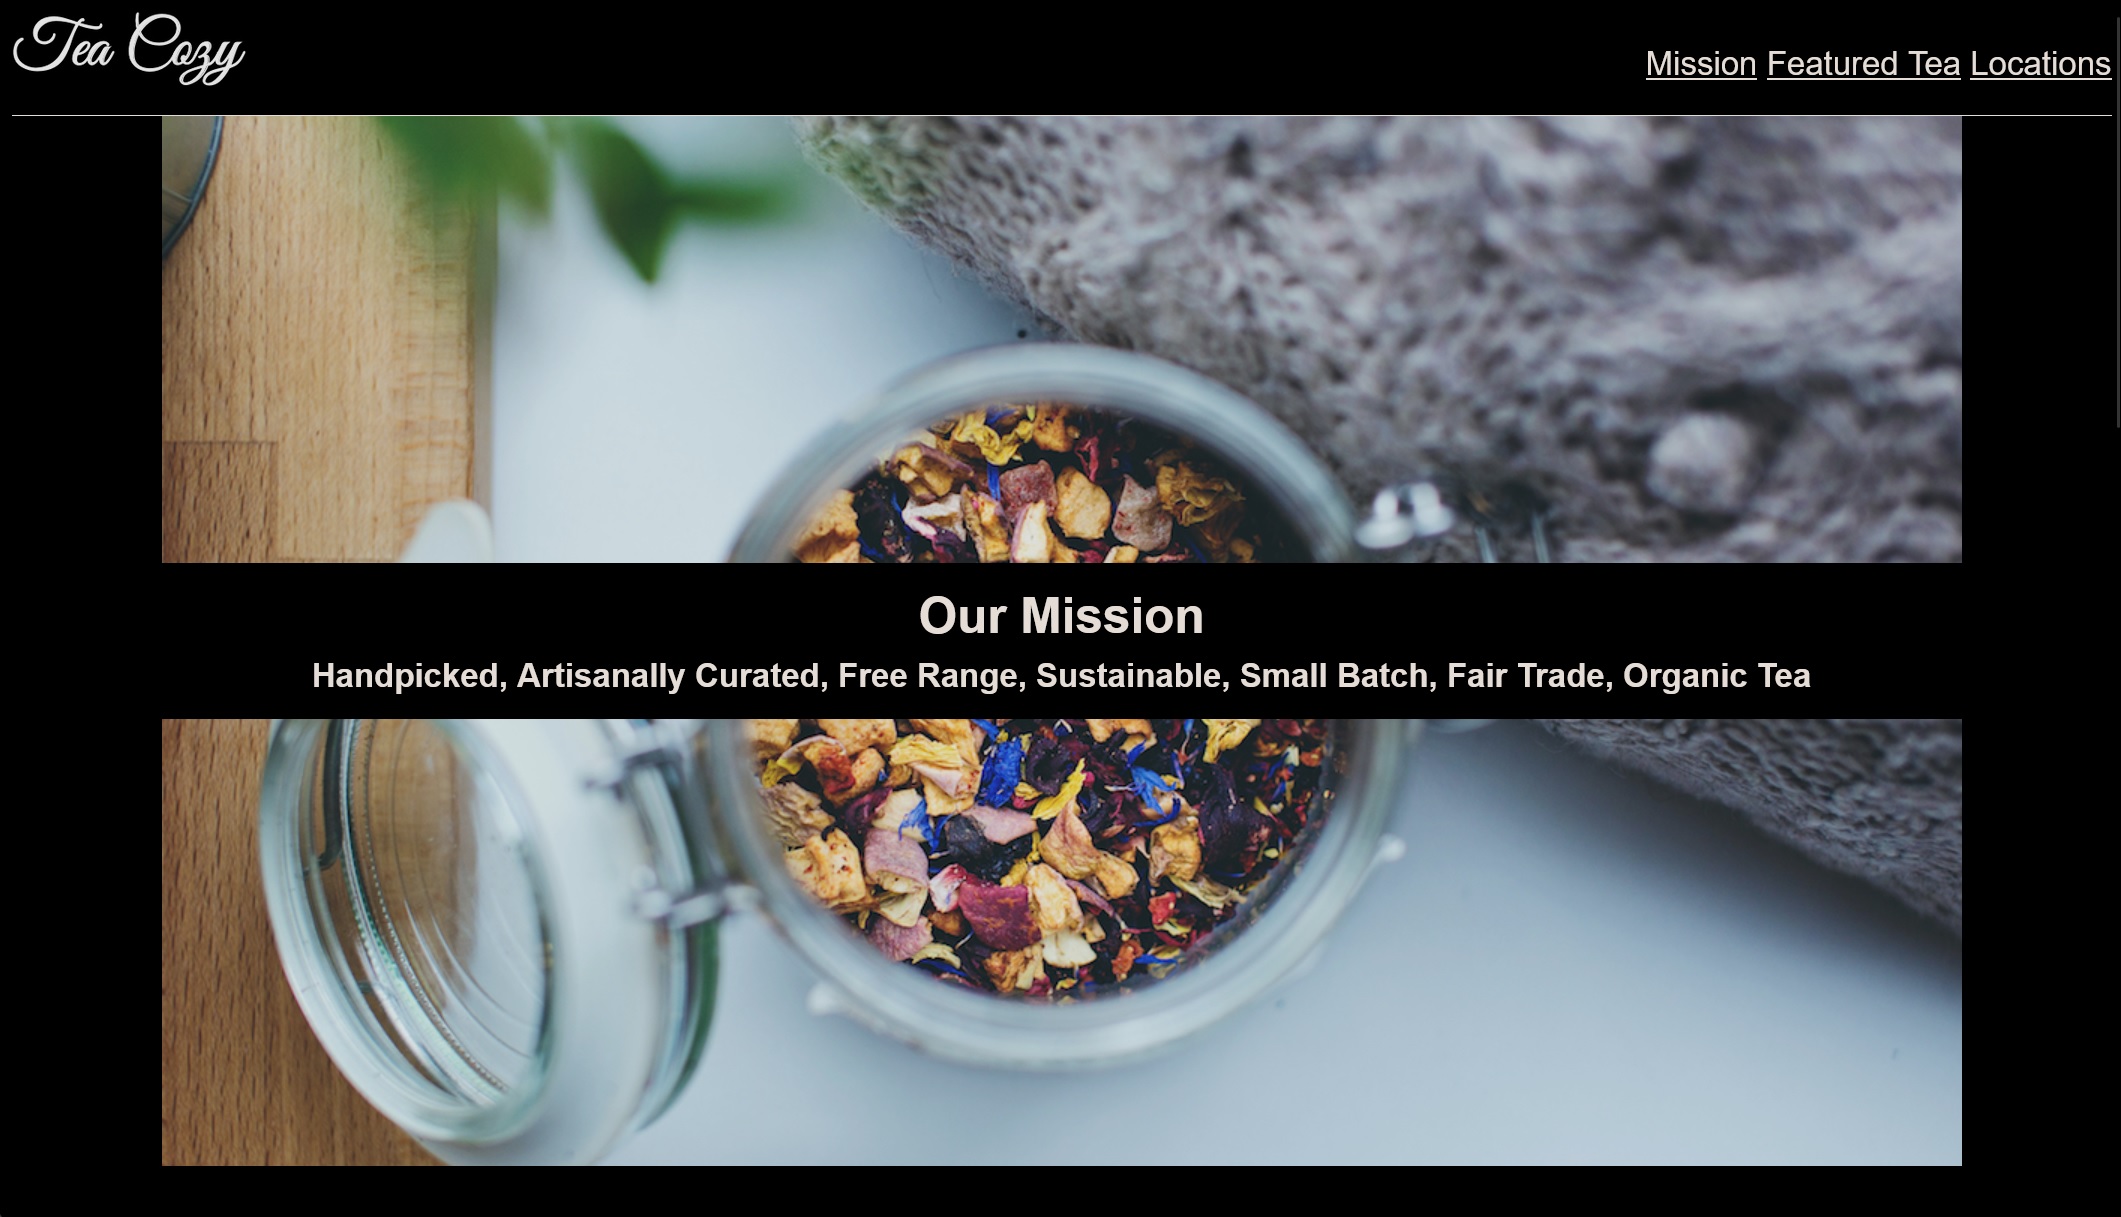 Tea Cozy
Mission Featured Tea Locations
Our Mission
Handpicked, Artisanally Curated, Free Range, Sustainable, Small Batch, Fair Trade, Organic Tea